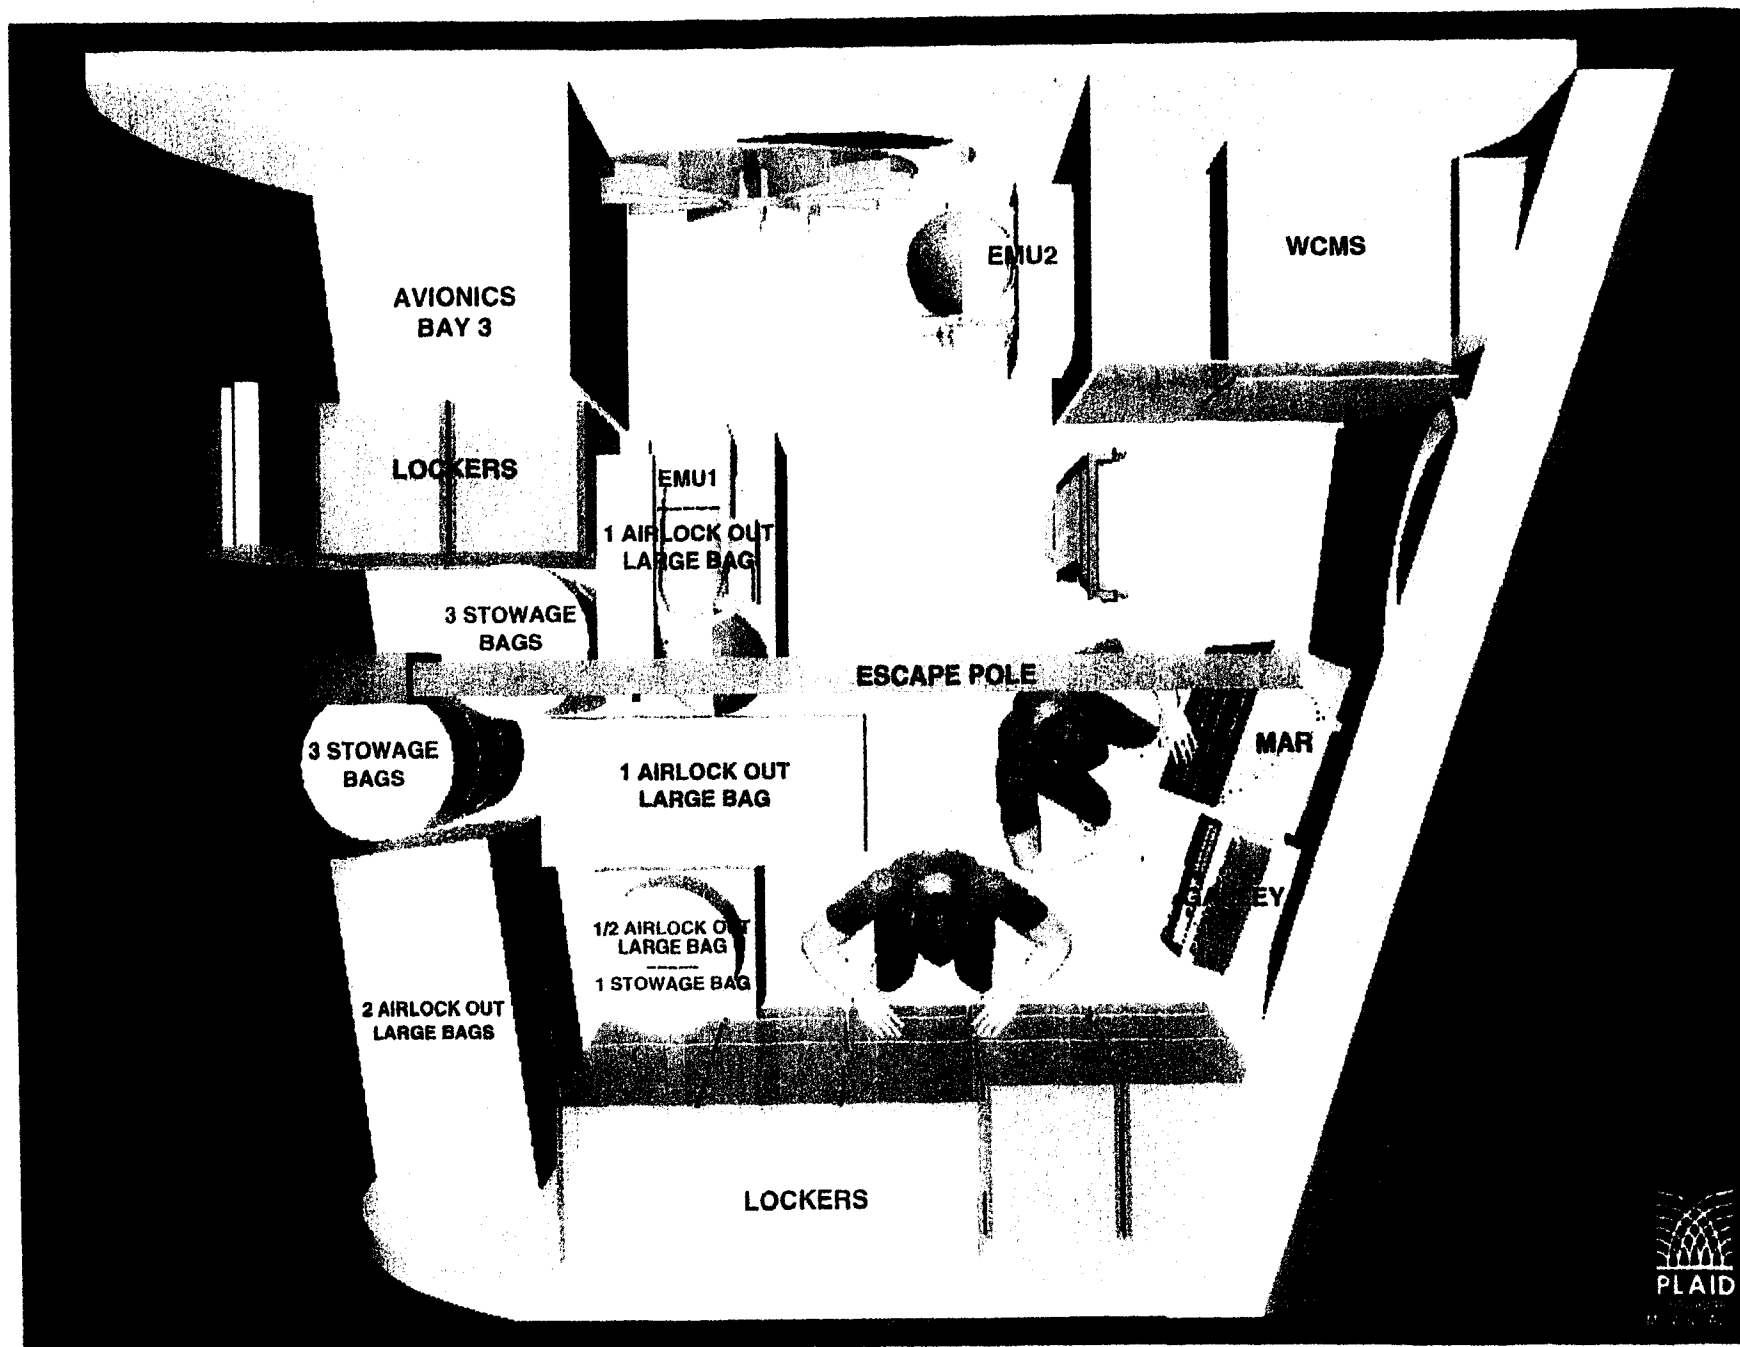 EMU2
WCMS
AVIONICS
BAY 3
LOCKERS
EMU1
1 AIRLOCK OUT
LARGE BAG
3 STOWAGE
BAGS
ESCAPE POLE
3 STOWAGE
BAGS
1 AIRLOCK OUT
LARGE BAG
MAR
GALLEY
1/2 AIRLOCK OUT
LARGE BAG
1 STOWAGE BAG
2 AIRLOCK OUT
LARGE BAGS
LOCKERS
PLAID